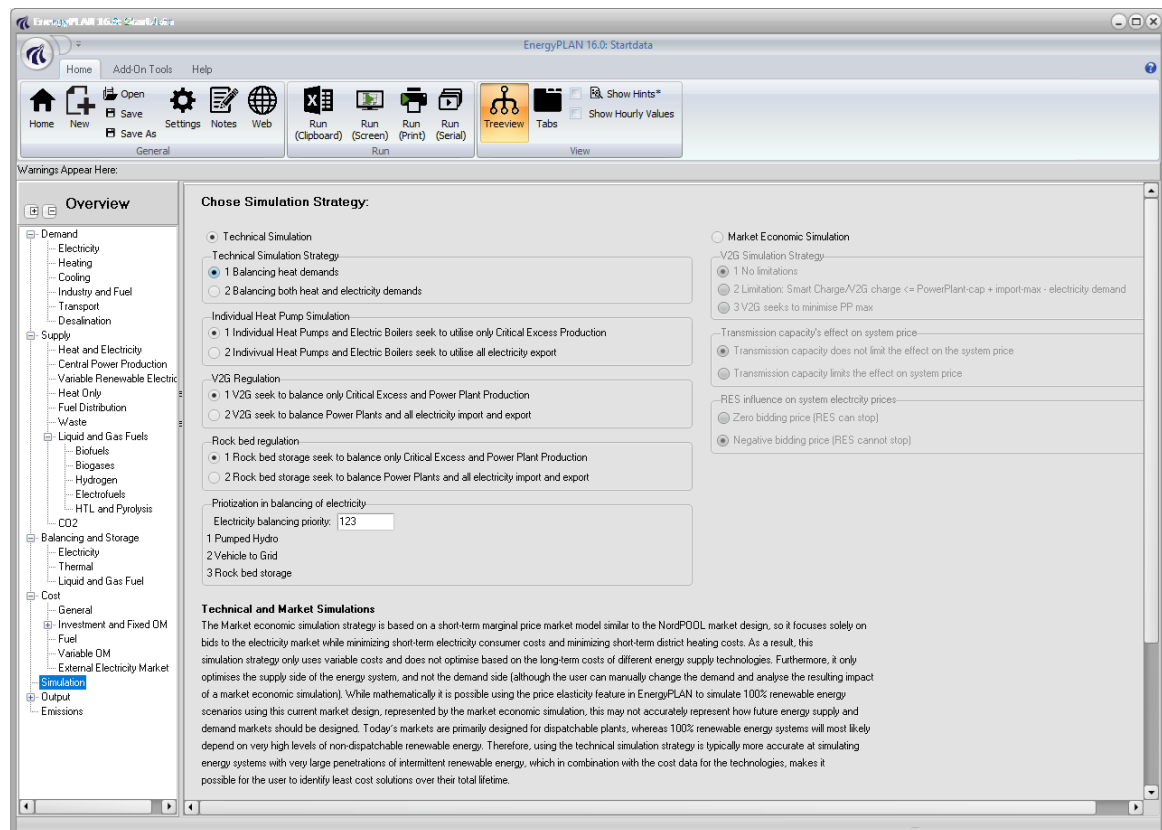 EnergyPLAN 16.0: Startdata
EnergyPLAN 16.0: Startdata
Home Add-On Tools Help
Home
New
Open
Save
Save As
Settings
Notes
Web
General
Run (Clipboard)
Run (Screen)
Run (Print)
Run (Serial)
Run
Treeview
Tabs
Show Hints*
Show Hourly Values
View
Warnings Appear Here:
Overview
Demand
Electricity
Heating
Cooling
Industry and Fuel
Transport
Desalination
Supply
Heat and Electricity
Central Power Production
Variable Renewable Electric
Heat Only
Fuel Distribution
Waste
Liquid and Gas Fuels
Biofuels
Biogases
Hydrogen
Electrofuels
HTL and Pyrolysis
CO2
Balancing and Storage
Electricity
Thermal
Liquid and Gas Fuel
Cost
General
Investment and Fixed OM
Fuel
Variable OM
External Electricity Market
Simulation
Output
Emissions
Chose Simulation Strategy:
Technical Simulation
Technical Simulation Strategy
1 Balancing heat demands
2 Balancing both heat and electricity demands
Individual Heat Pump Simulation
1 Individual Heat Pumps and Electric Boilers seek to utilise only Critical Excess Production
2 Indivivual Heat Pumps and Electric Boilers seek to utilise all electricity export
V2G Regulation
1 V2G seek to balance only Critical Excess and Power Plant Production
2 V2G seek to balance Power Plants and all electricity import and export
Rock bed regulation
1 Rock bed storage seek to balance only Critical Excess and Power Plant Production
2 Rock bed storage seek to balance Power Plants and all electricity import and export
Priotization in balancing of electricity
Electricity balancing priority: 123
1 Pumped Hydro
2 Vehicle to Grid
3 Rock bed storage
Market Economic Simulation
V2G Simulation Strategy
1 No limitations
2 Limitation: Smart Charge/V2G charge <= PowerPlant-cap + import-max - electricity demand
3 V2G seeks to minimise PP max
Transmission capacity's effect on system price
Transmission capacity does not limit the effect on the system price
Transmission capacity limits the effect on system price
RES influence on system electrcity prices
Zero bidding price (RES can stop)
Negative bidding price (RES cannot stop)
Technical and Market Simulations
The Market economic simulation strategy is based on a short-term marginal price market model similar to the NordPOOL market design, so it focuses solely on
bids to the electricity market while minimizing short-term electricity consumer costs and minimizing short-term district heating costs. As a result, this
simulation strategy only uses variable costs and does not optimise based on the long-term costs of different energy supply technologies. Furthermore, it only
optimises the supply side of the energy system, and not the demand side (although the user can manually change the demand and analyse the resulting impact
of a market economic simulation). While mathematically it is possible using the price elasticity feature in EnergyPLAN to simulate 100% renewable energy
scenarios using this current market design, represented by the market economic simulation, this may not accurately represent how future energy supply and
demand markets should be designed. Today's markets are primarily designed for dispatchable plants, whereas 100% renewable energy systems will most likely
depend on very high levels of non-dispatchable renewable energy. Therefore, using the technical simulation strategy is typically more accurate at simulating
energy systems with very large penetrations of intermittent renewable energy, which in combination with the cost data for the technologies, makes it
possible for the user to identify least cost solutions over their total lifetime.